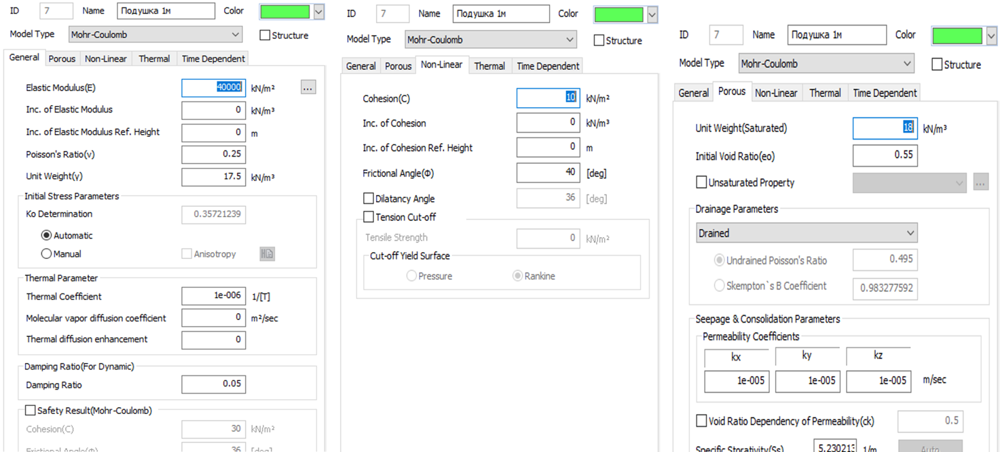 ID 7 Name Подушка 1м Color
Model Type Mohr-Coulomb Structure
General Porous Non-Linear Thermal Time Dependent
Elastic Modulus(E) 40000 kN/m² ...
Inc. of Elastic Modulus 0 kN/m³
Inc. of Elastic Modulus Ref. Height 0 m
Poisson's Ratio(ν) 0.25
Unit Weight(γ) 17.5 kN/m³
Initial Stress Parameters
Ko Determination 0.35721239
Automatic
Manual Anisotropy
Thermal Parameter
Thermal Coefficient 1e-006 1/[T]
Molecular vapor diffusion coefficient 0 m²/sec
Thermal diffusion enhancement 0
Damping Ratio(For Dynamic)
Damping Ratio 0.05
Safety Result(Mohr-Coulomb)
Cohesion(C) 30 kN/m²
Frictional Angle(Φ) 36 [deg]
ID 7 Name Подушка 1м Color
Model Type Mohr-Coulomb Structure
General Porous Non-Linear Thermal Time Dependent
Cohesion(C) 10 kN/m²
Inc. of Cohesion 0 kN/m³
Inc. of Cohesion Ref. Height 0 m
Frictional Angle(Φ) 40 [deg]
Dilatancy Angle 36 [deg]
Tension Cut-off
Tensile Strength 0 kN/m²
Cut-off Yield Surface
Pressure Rankine
ID 7 Name Подушка 1м Color
Model Type Mohr-Coulomb Structure
General Porous Non-Linear Thermal Time Dependent
Unit Weight(Saturated) 18 kN/m³
Initial Void Ratio(eo) 0.55
Unsaturated Property ...
Drainage Parameters
Drained
Undrained Poisson's Ratio 0.495
Skempton`s B Coefficient 0.983277592
Seepage & Consolidation Parameters
Permeability Coefficients
kx ky kz
1e-005 1e-005 1e-005 m/sec
Void Ratio Dependency of Permeability(ck) 0.5
Specific Storativity(Ss) 5.230213 1/m Auto